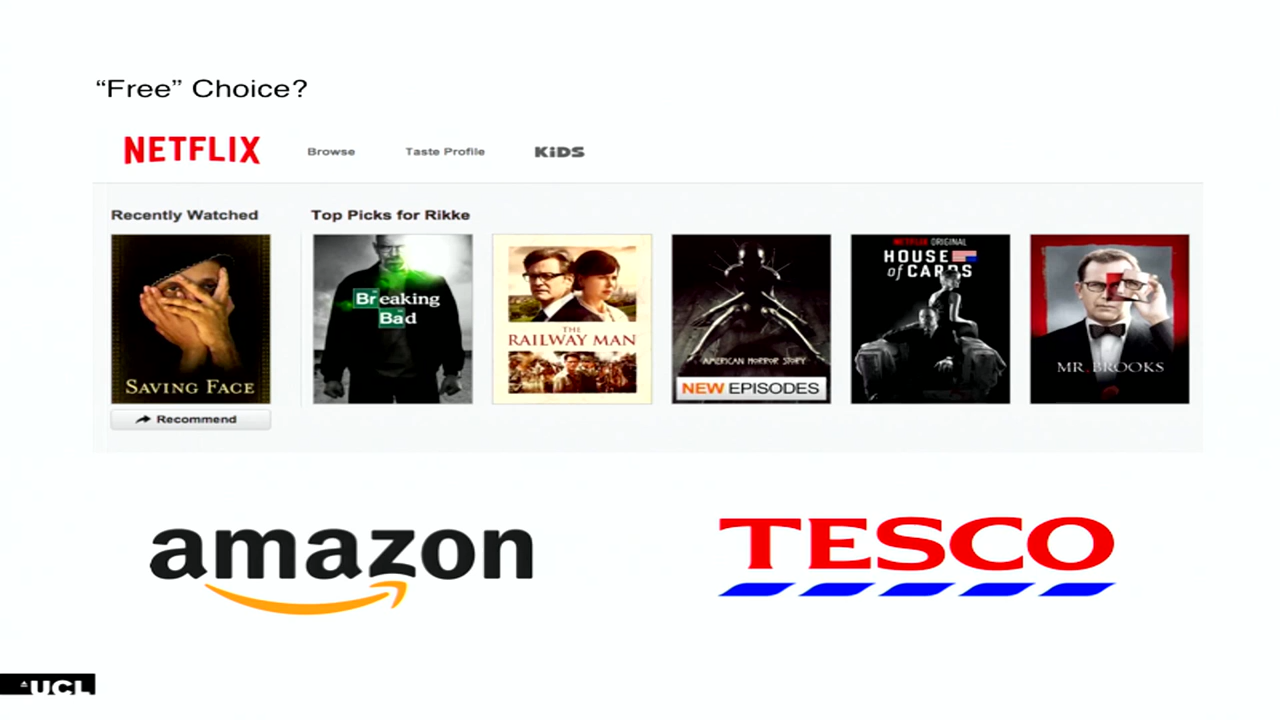 “Free” Choice?
NETFLIX Browse Taste Profile KiDS
Recently Watched Top Picks for Rikke
SAVING FACE
Recommend
Breaking
Bad
THE
RAILWAY MAN
AMERICAN HORROR STORY
NEW EPISODES
NETFLIX ORIGINAL
HOUSE
of CARDS
MR. BROOKS
amazon
TESCO
UCL